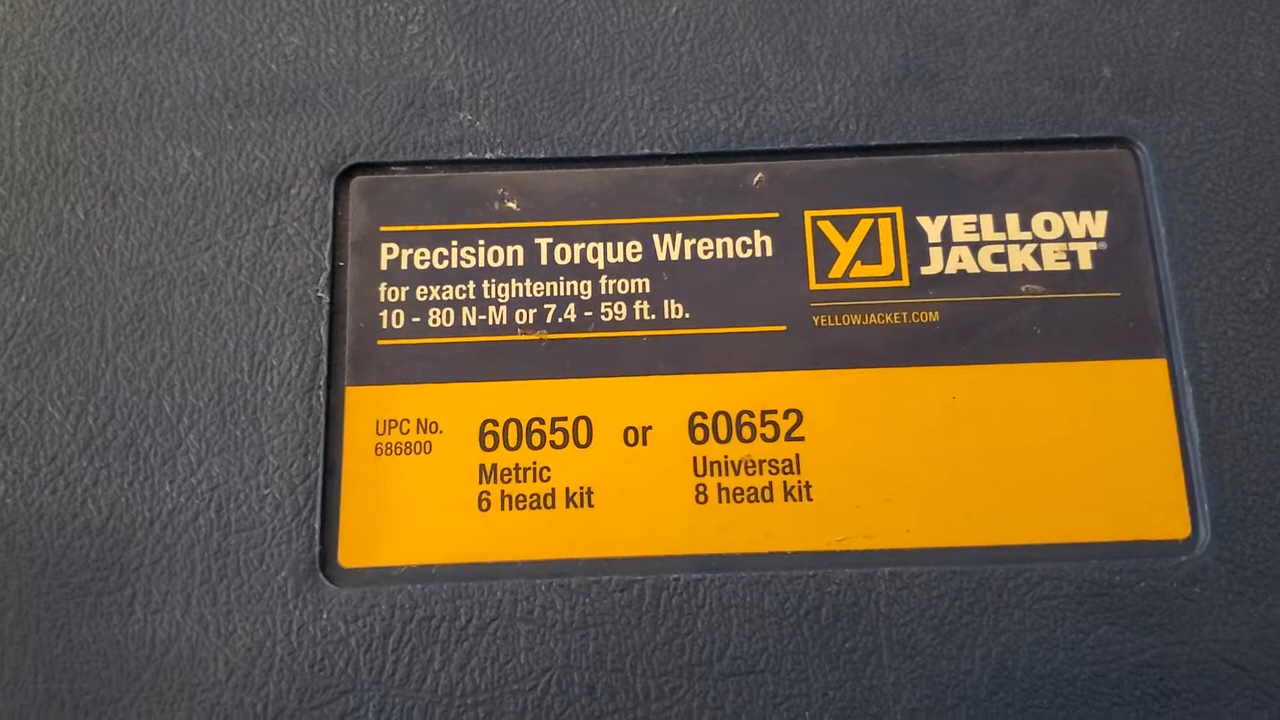 Precision Torque Wrench
for exact tightening from
10 - 80 N-M or 7.4 - 59 ft. lb.
YJ YELLOW
JACKET®
YELLOWJACKET.COM
UPC No.
686800
60650 or 60652
Metric
6 head kit
Universal
8 head kit